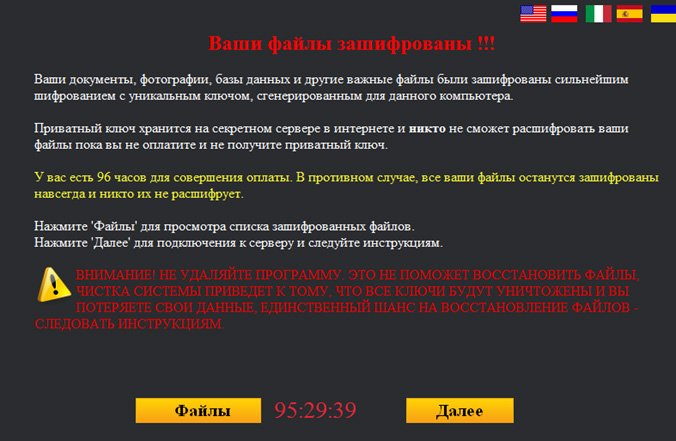 Ваши файлы зашифрованы !!!
Ваши документы, фотографии, базы данных и другие важные файлы были зашифрованы сильнейшим
шифрованием с уникальным ключом, сгенерированным для данного компьютера.
Приватный ключ хранится на секретном сервере в интернете и никто не сможет расшифровать ваши
файлы пока вы не оплатите и не получите приватный ключ.
У вас есть 96 часов для совершения оплаты. В противном случае, все ваши файлы останутся зашифрованы
навсегда и никто их не расшифрует.
Нажмите 'Файлы' для просмотра списка зашифрованных файлов.
Нажмите 'Далее' для подключения к серверу и следуйте инструкциям.
ВНИМАНИЕ! НЕ УДАЛЯЙТЕ ПРОГРАММУ. ЭТО НЕ ПОМОЖЕТ ВОССТАНОВИТЬ ФАЙЛЫ,
ЧИСТКА СИСТЕМЫ ПРИВЕДЕТ К ТОМУ, ЧТО ВСЕ КЛЮЧИ БУДУТ УНИЧТОЖЕНЫ И ВЫ
ПОТЕРЯЕТЕ СВОИ ДАННЫЕ, ЕДИНСТВЕННЫЙ ШАНС НА ВОССТАНОВЛЕНИЕ ФАЙЛОВ -
СЛЕДОВАТЬ ИНСТРУКЦИЯМ.
Файлы 95:29:39 Далее